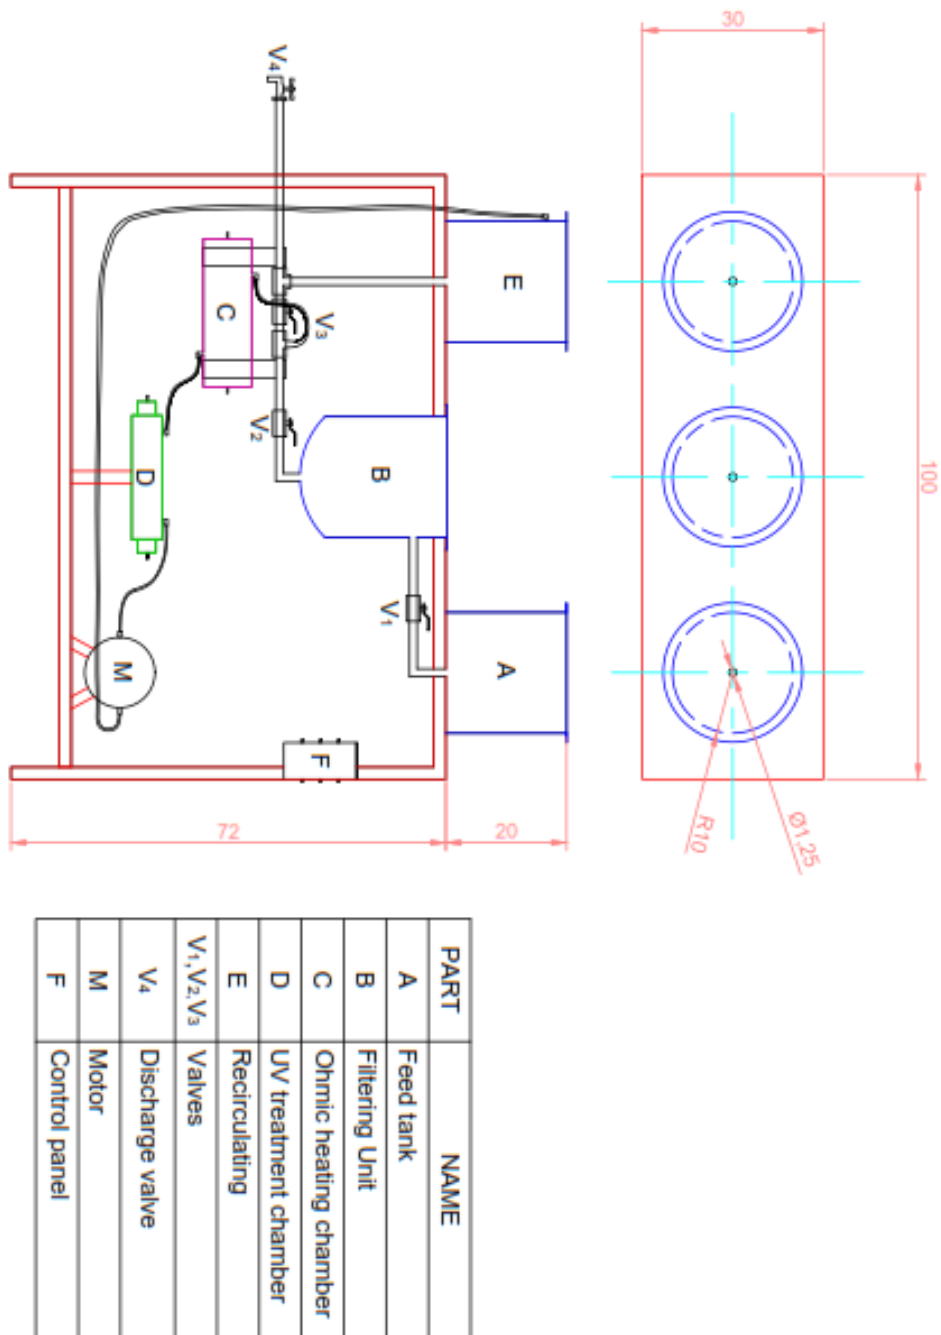 30
100
R10
Ø1,25
V4
E
C
V3
V2
B
D
V1
A
M
F
72
20
PART NAME
A Feed tank
B Filtering Unit
C Ohmic heating chamber
D UV treatment chamber
E Recirculating
V1,V2,V3 Valves
V4 Discharge valve
M Motor
F Control panel